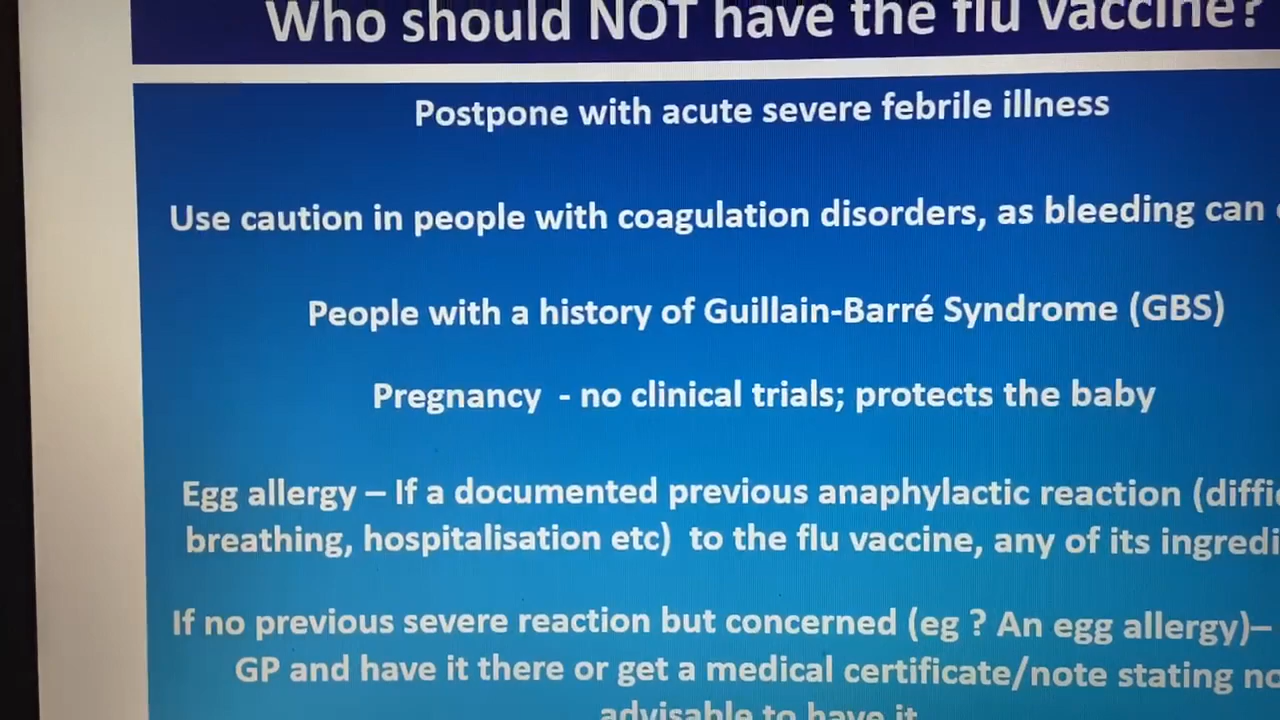 Who should NOT have the flu vaccine?
Postpone with acute severe febrile illness
Use caution in people with coagulation disorders, as bleeding can
People with a history of Guillain-Barré Syndrome (GBS)
Pregnancy - no clinical trials; protects the baby
Egg allergy – If a documented previous anaphylactic reaction
breathing, hospitalisation etc) to the flu vaccine, any of its
If no previous severe reaction but concerned (eg ? An egg allergy)–
GP and have it there or get a medical certificate/note stating
advisable to have it